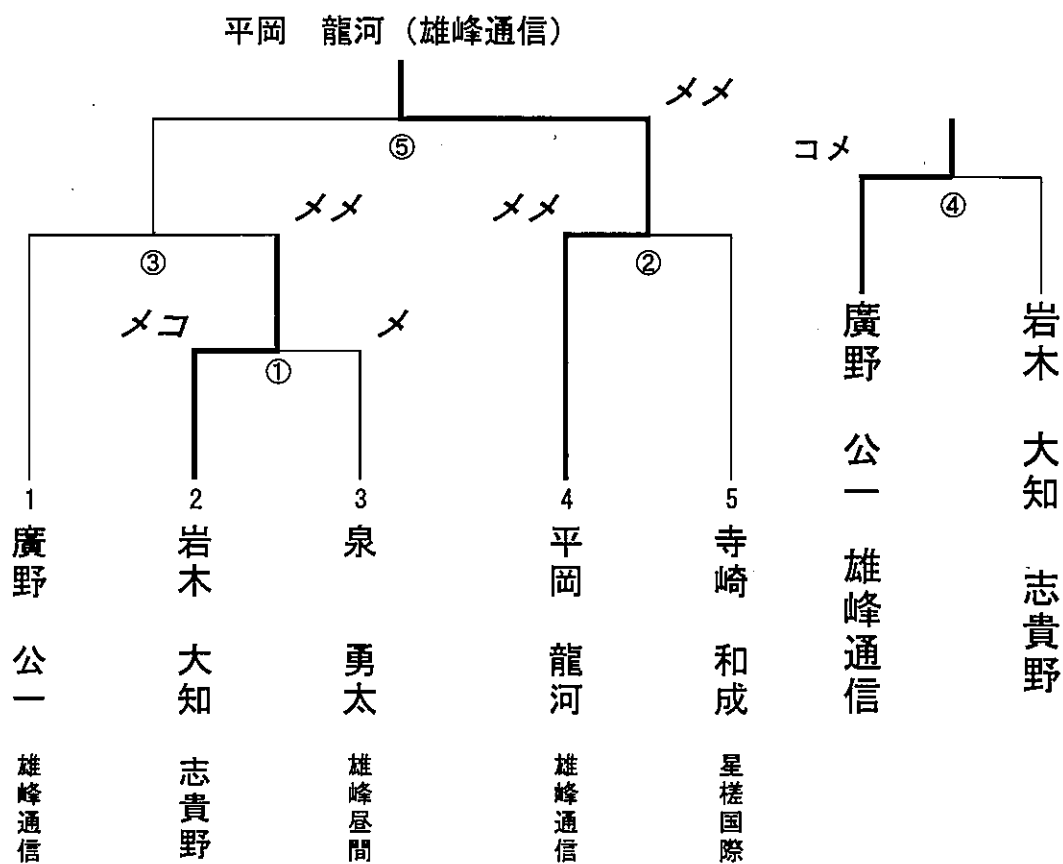 平岡 龍河（雄峰通信）
メメ
⑤
コメ
④
メメ
メメ
③
②
メコ
メ
①
1
2
3
4
5
廣野 公一 雄峰通信
岩木 大知 志貴野
泉 勇太 雄峰昼間
平岡 龍河 雄峰通信
寺崎 和成 星槎国際
廣野 公一 雄峰通信
岩木 大知 志貴野